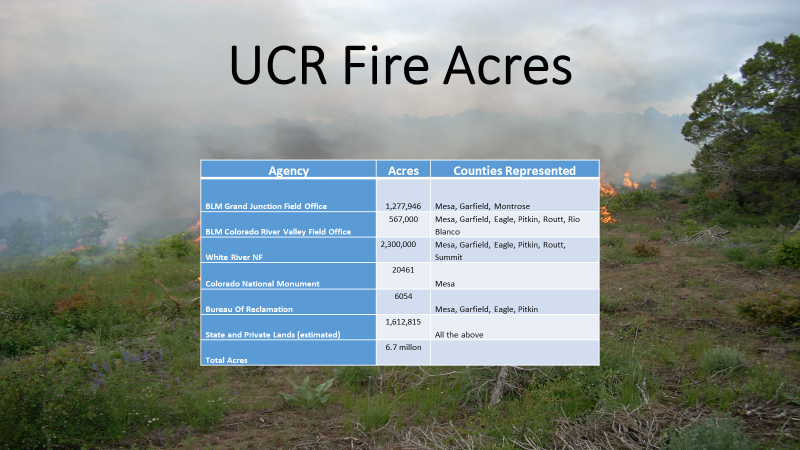 UCR Fire Acres
Agency Acres Counties Represented
BLM Grand Junction Field Office 1,277,946 Mesa, Garfield, Montrose
BLM Colorado River Valley Field Office 567,000 Mesa, Garfield, Eagle, Pitkin, Routt, Rio
Blanco
White River NF 2,300,000 Mesa, Garfield, Eagle, Pitkin, Routt,
Summit
Colorado National Monument 20461 Mesa
Bureau Of Reclamation 6054 Mesa, Garfield, Eagle, Pitkin
State and Private Lands (estimated) 1,612,815 All the above
Total Acres 6.7 millon